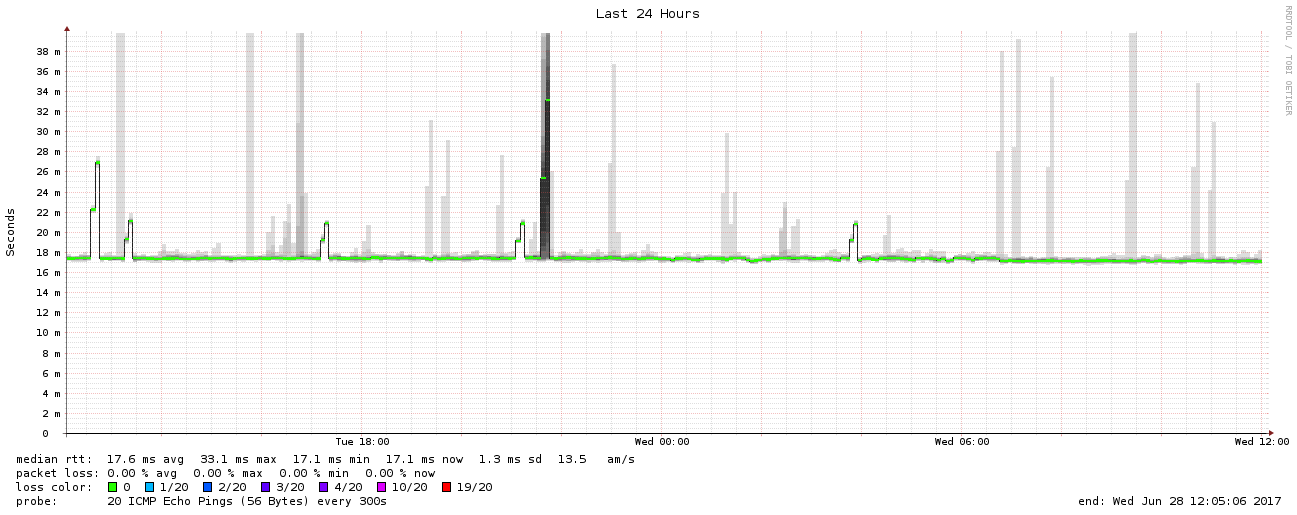 Last 24 Hours
RRDTOOL / TOBI OETIKER
Seconds
38 m
36 m
34 m
32 m
30 m
28 m
26 m
24 m
22 m
20 m
18 m
16 m
14 m
12 m
10 m
8 m
6 m
4 m
2 m
0
Tue 18:00 Wed 00:00 Wed 06:00 Wed 12:00
median rtt: 17.6 ms avg 33.1 ms max 17.1 ms min 17.1 ms now 1.3 ms sd 13.5 am/s
packet loss: 0.00 % avg 0.00 % max 0.00 % min 0.00 % now
loss color: 0 1/20 2/20 3/20 4/20 10/20 19/20
probe: 20 ICMP Echo Pings (56 Bytes) every 300s end: Wed Jun 28 12:05:06 2017